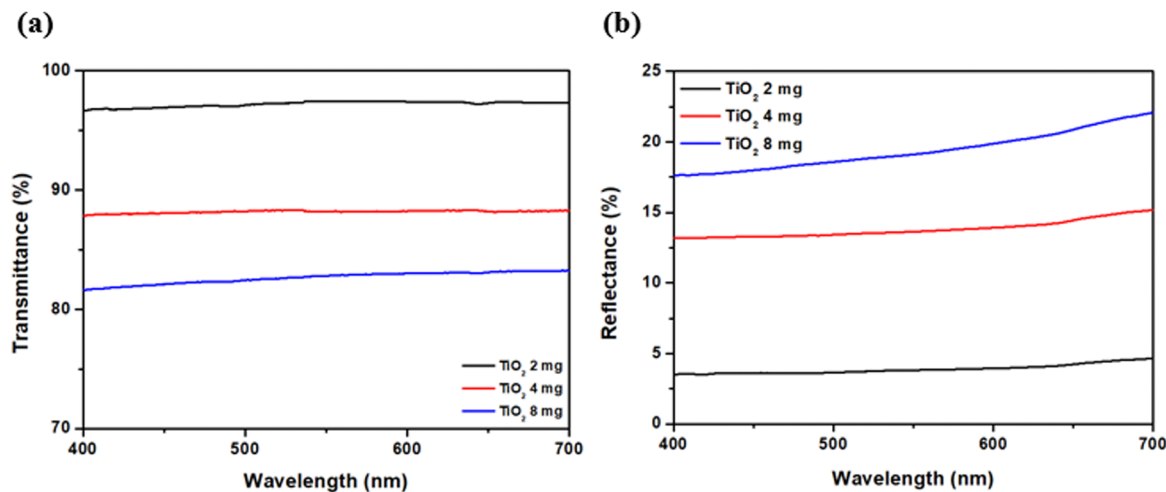 (a)
100
90
80
70
400
500
600
700
Transmittance (%)
Wavelength (nm)
TiO₂ 2 mg
TiO₂ 4 mg
TiO₂ 8 mg
(b)
25
20
15
10
5
0
400
500
600
700
Reflectance (%)
Wavelength (nm)
TiO₂ 2 mg
TiO₂ 4 mg
TiO₂ 8 mg